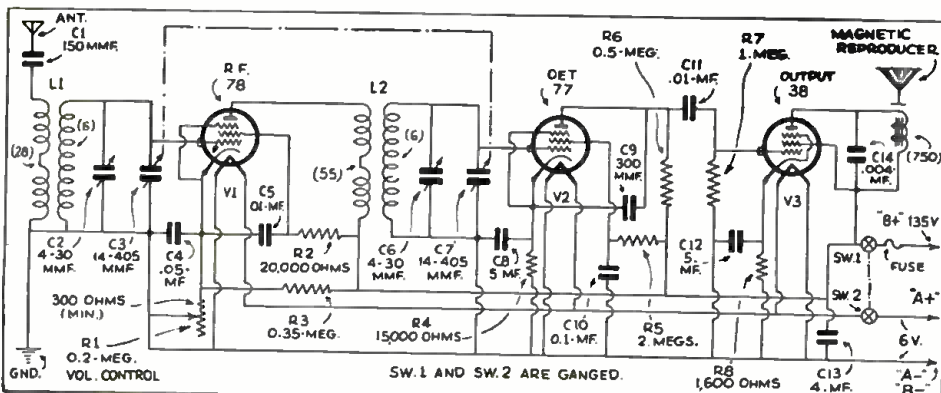 ANT.
C1
150 MMF.
L1
(28)
(6)
R.F.
78
L2
(55)
(6)
DET.
77
R6
0.5-MEG.
C11
.01-MF.
R7
1.MEG.
OUTPUT
38
MAGNETIC
REPRODUCER
C9
300
MMF.
C14
.004-
MF.
(750)
V1
V2
V3
C5
.01-MF.
C2
4-30
MMF.
C3
14-405
MMF.
C4
.05-
MF
R2
20,000 OHMS
C6
4-30
MMF.
C7
14-405
MMF.
C8
5 MF.
C12
5.
MF.
"B+" 135 V.
SW.1
FUSE
SW. 2
"A+"
300 OHMS
(MIN.)
R3
0.35-MEG.
R4
15,000 OHMS
C10
0.1-MF.
R5
2 MEGS.
6 V.
GND.
R1
0.2-MEG.
VOL. CONTROL
SW.1 AND SW.2 ARE GANGED.
R8
1,600 OHMS
C13
4.MF.
"A-"
"B-"